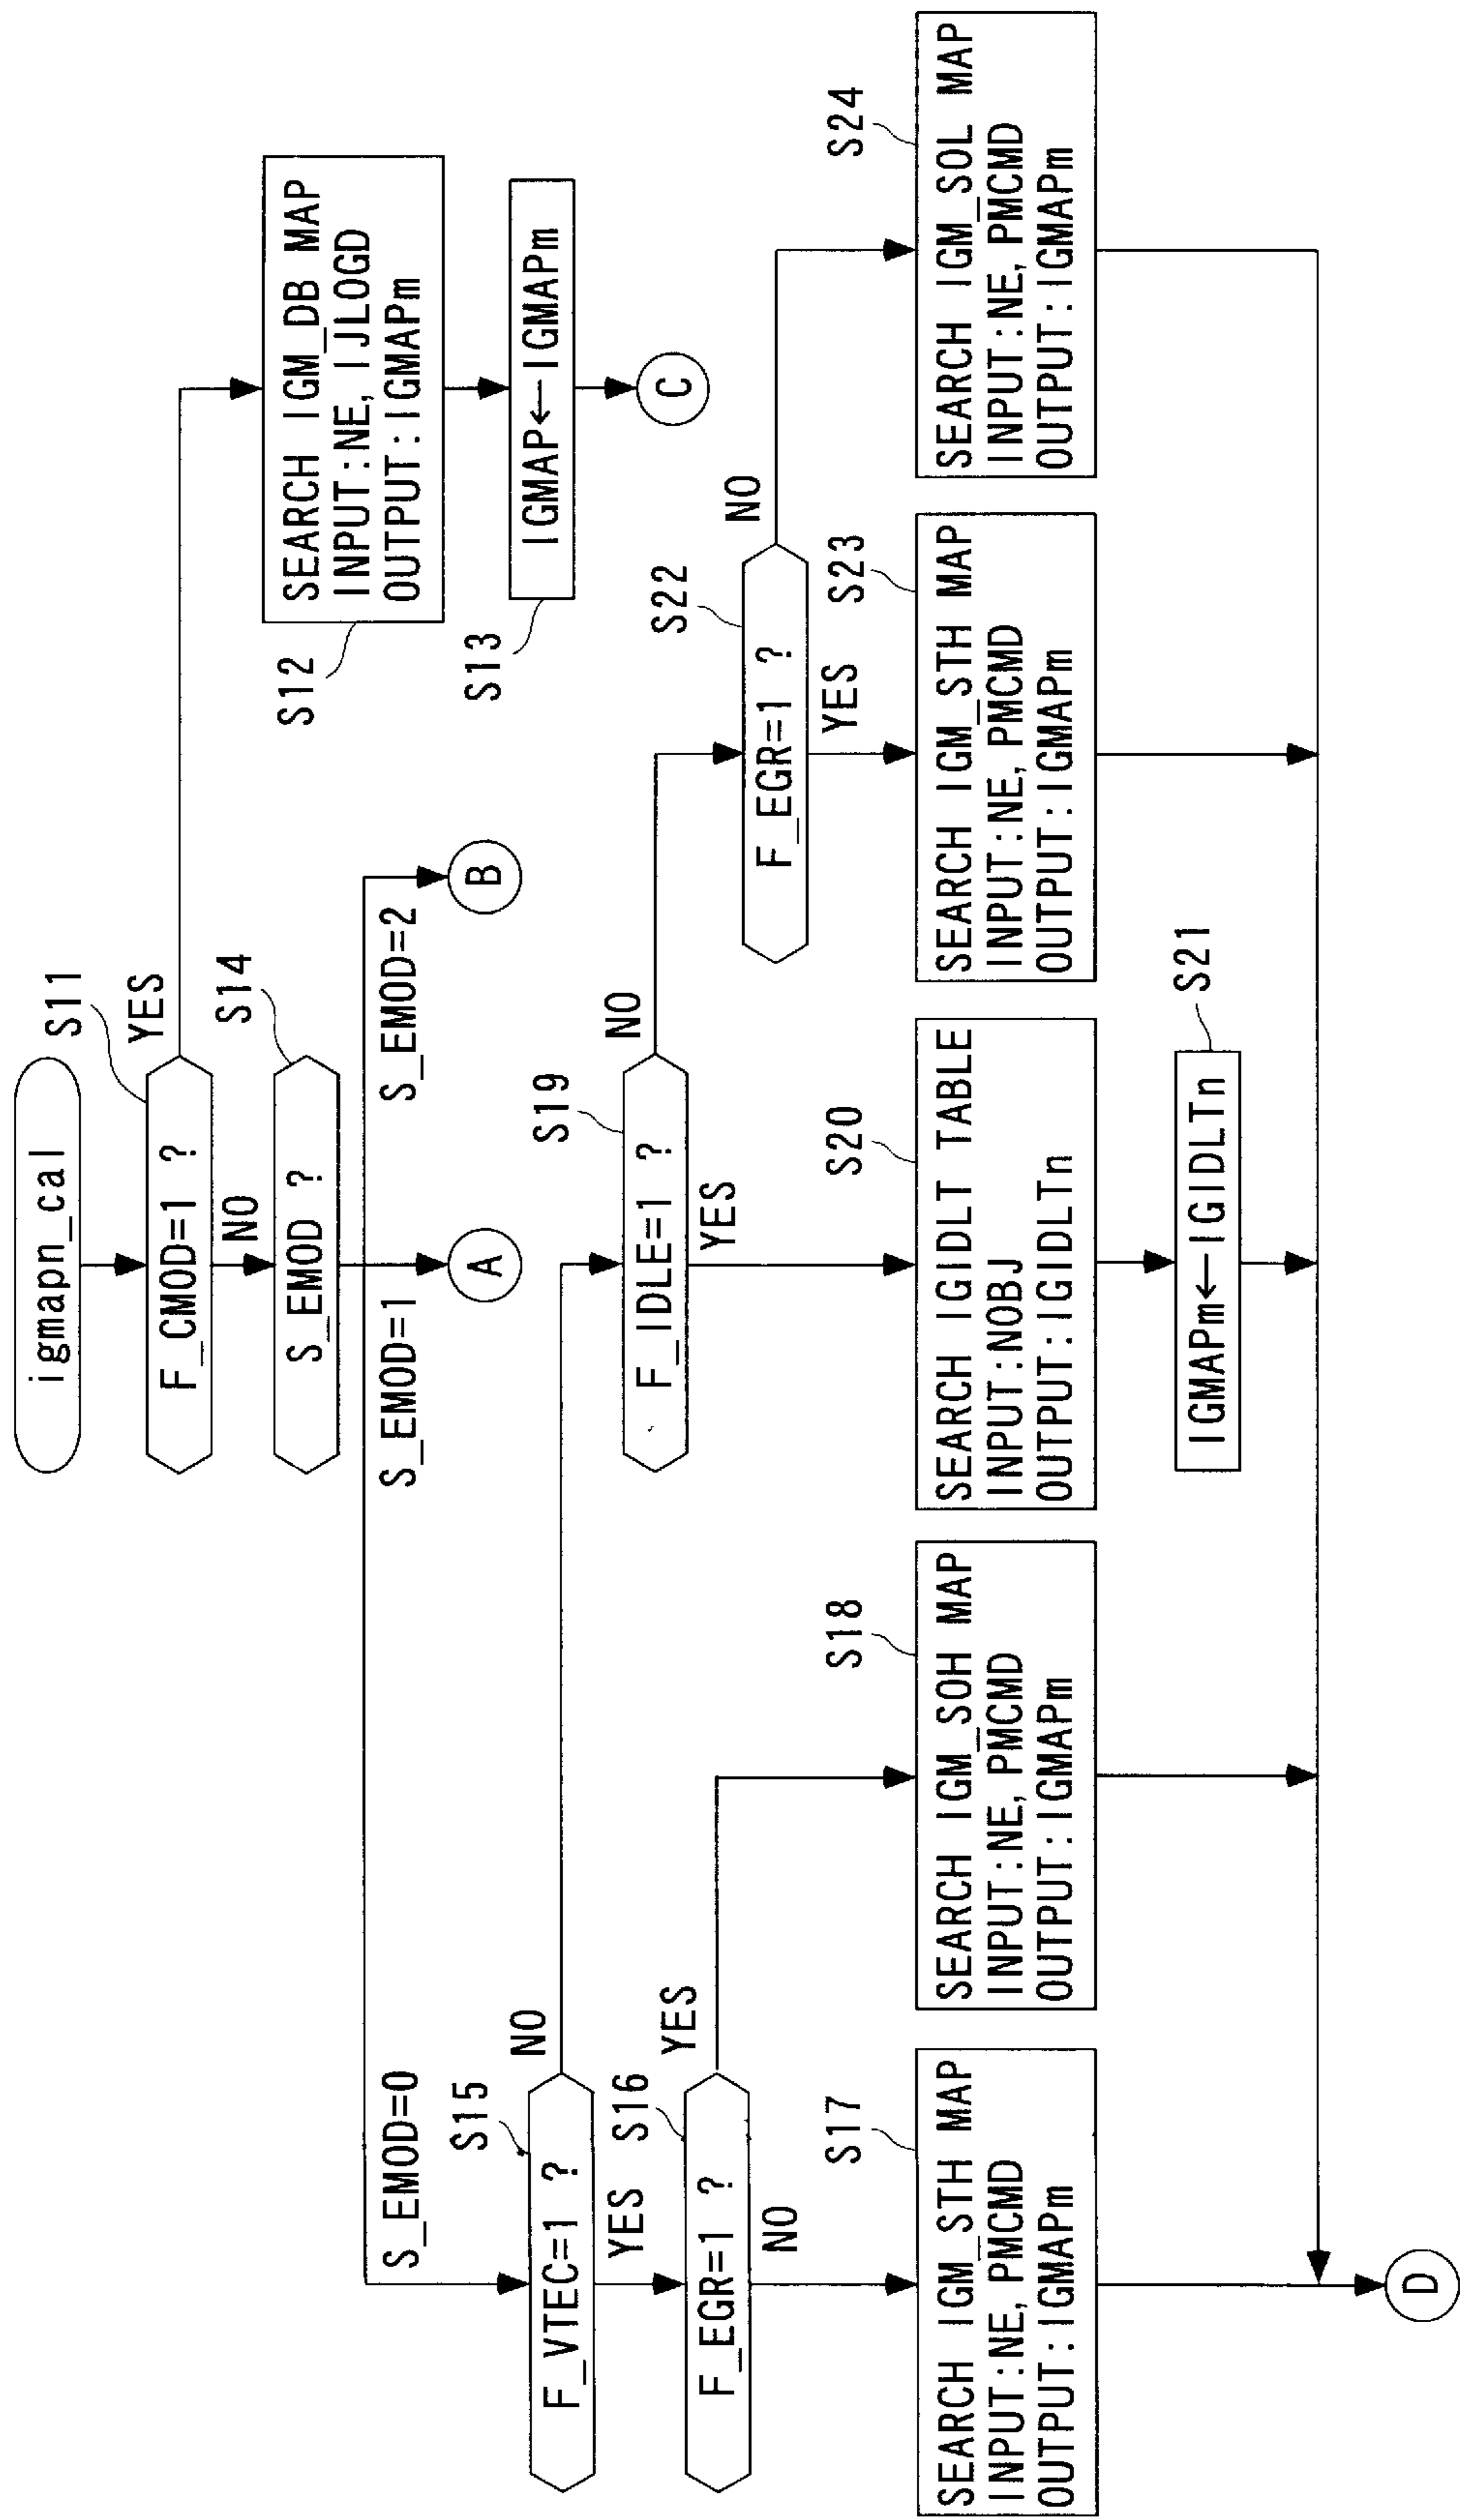 igmapn_cal
S11
F_CMOD=1 ?
YES
NO
S12
SEARCH IGM_DB MAP
INPUT:NE, IJLOGD
OUTPUT:IGMAPm
S13
IGMAP←IGMAPm
C
S14
S_EMOD ?
S_EMOD=0
S_EMOD=1
S_EMOD=2
A
B
S15
F_VTEC=1 ?
NO
YES
S16
F_EGR=1 ?
YES
NO
S19
F_IDLE=1 ?
NO
YES
S22
F_EGR=1 ?
NO
YES
S17
SEARCH IGM_STH MAP
INPUT:NE, PMCMD
OUTPUT:IGMAPm
S18
SEARCH IGM_SOH MAP
INPUT:NE, PMCMD
OUTPUT:IGMAPm
S20
SEARCH IGIDLT TABLE
INPUT:NOBJ
OUTPUT:IGIDLTn
S21
IGMAPm←IGIDLTn
S23
SEARCH IGM_STH MAP
INPUT:NE, PMCMD
OUTPUT:IGMAPm
S24
SEARCH IGM_SOL MAP
INPUT:NE, PMCMD
OUTPUT:IGMAPm
D